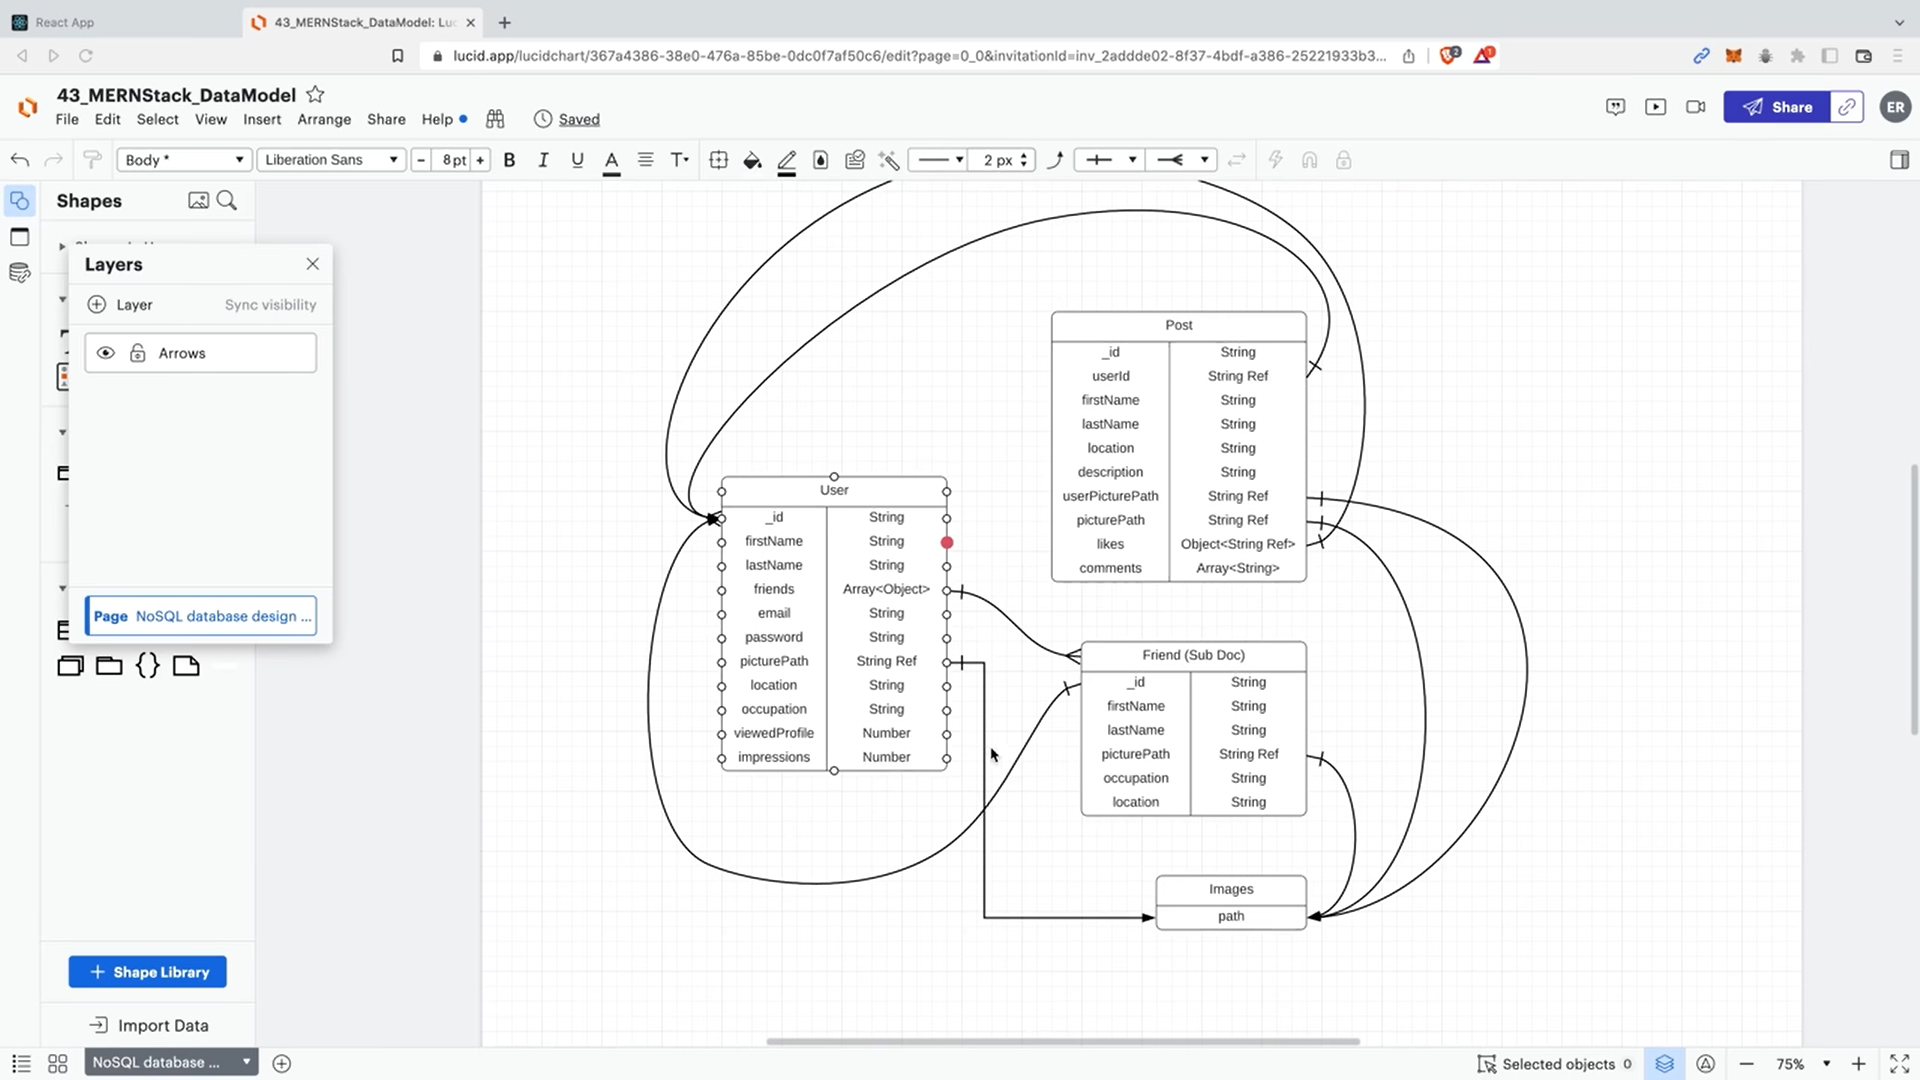 React App
43_MERNStack_DataModel: Luc
lucid.app/lucidchart/367a4386-38e0-476a-85be-0dc0f7af50c6/edit?page=0_0&invitationId=inv_2addde02-8f37-4bdf-a386-25221933b3...
2
1
43_MERNStack_DataModel
File Edit Select View Insert Arrange Share Help
Saved
Share
ER
Body *
Liberation Sans
- 8 pt +
B I U A T
2 px
Shapes
Layers
Layer
Sync visibility
Arrows
Page NoSQL database design ...
Shape Library
Import Data
Post
_id String
userId String Ref
firstName String
lastName String
location String
description String
userPicturePath String Ref
picturePath String Ref
likes Object<String Ref>
comments Array<String>
User
_id String
firstName String
lastName String
friends Array<Object>
email String
password String
picturePath String Ref
location String
occupation String
viewedProfile Number
impressions Number
Friend (Sub Doc)
_id String
firstName String
lastName String
picturePath String Ref
occupation String
location String
Images
path
NoSQL database ...
Selected objects 0
75%